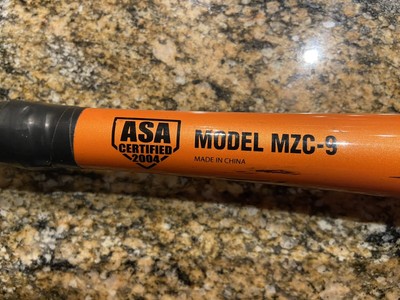 ASA
CERTIFIED
2004
MODEL MZC-9
MADE IN CHINA